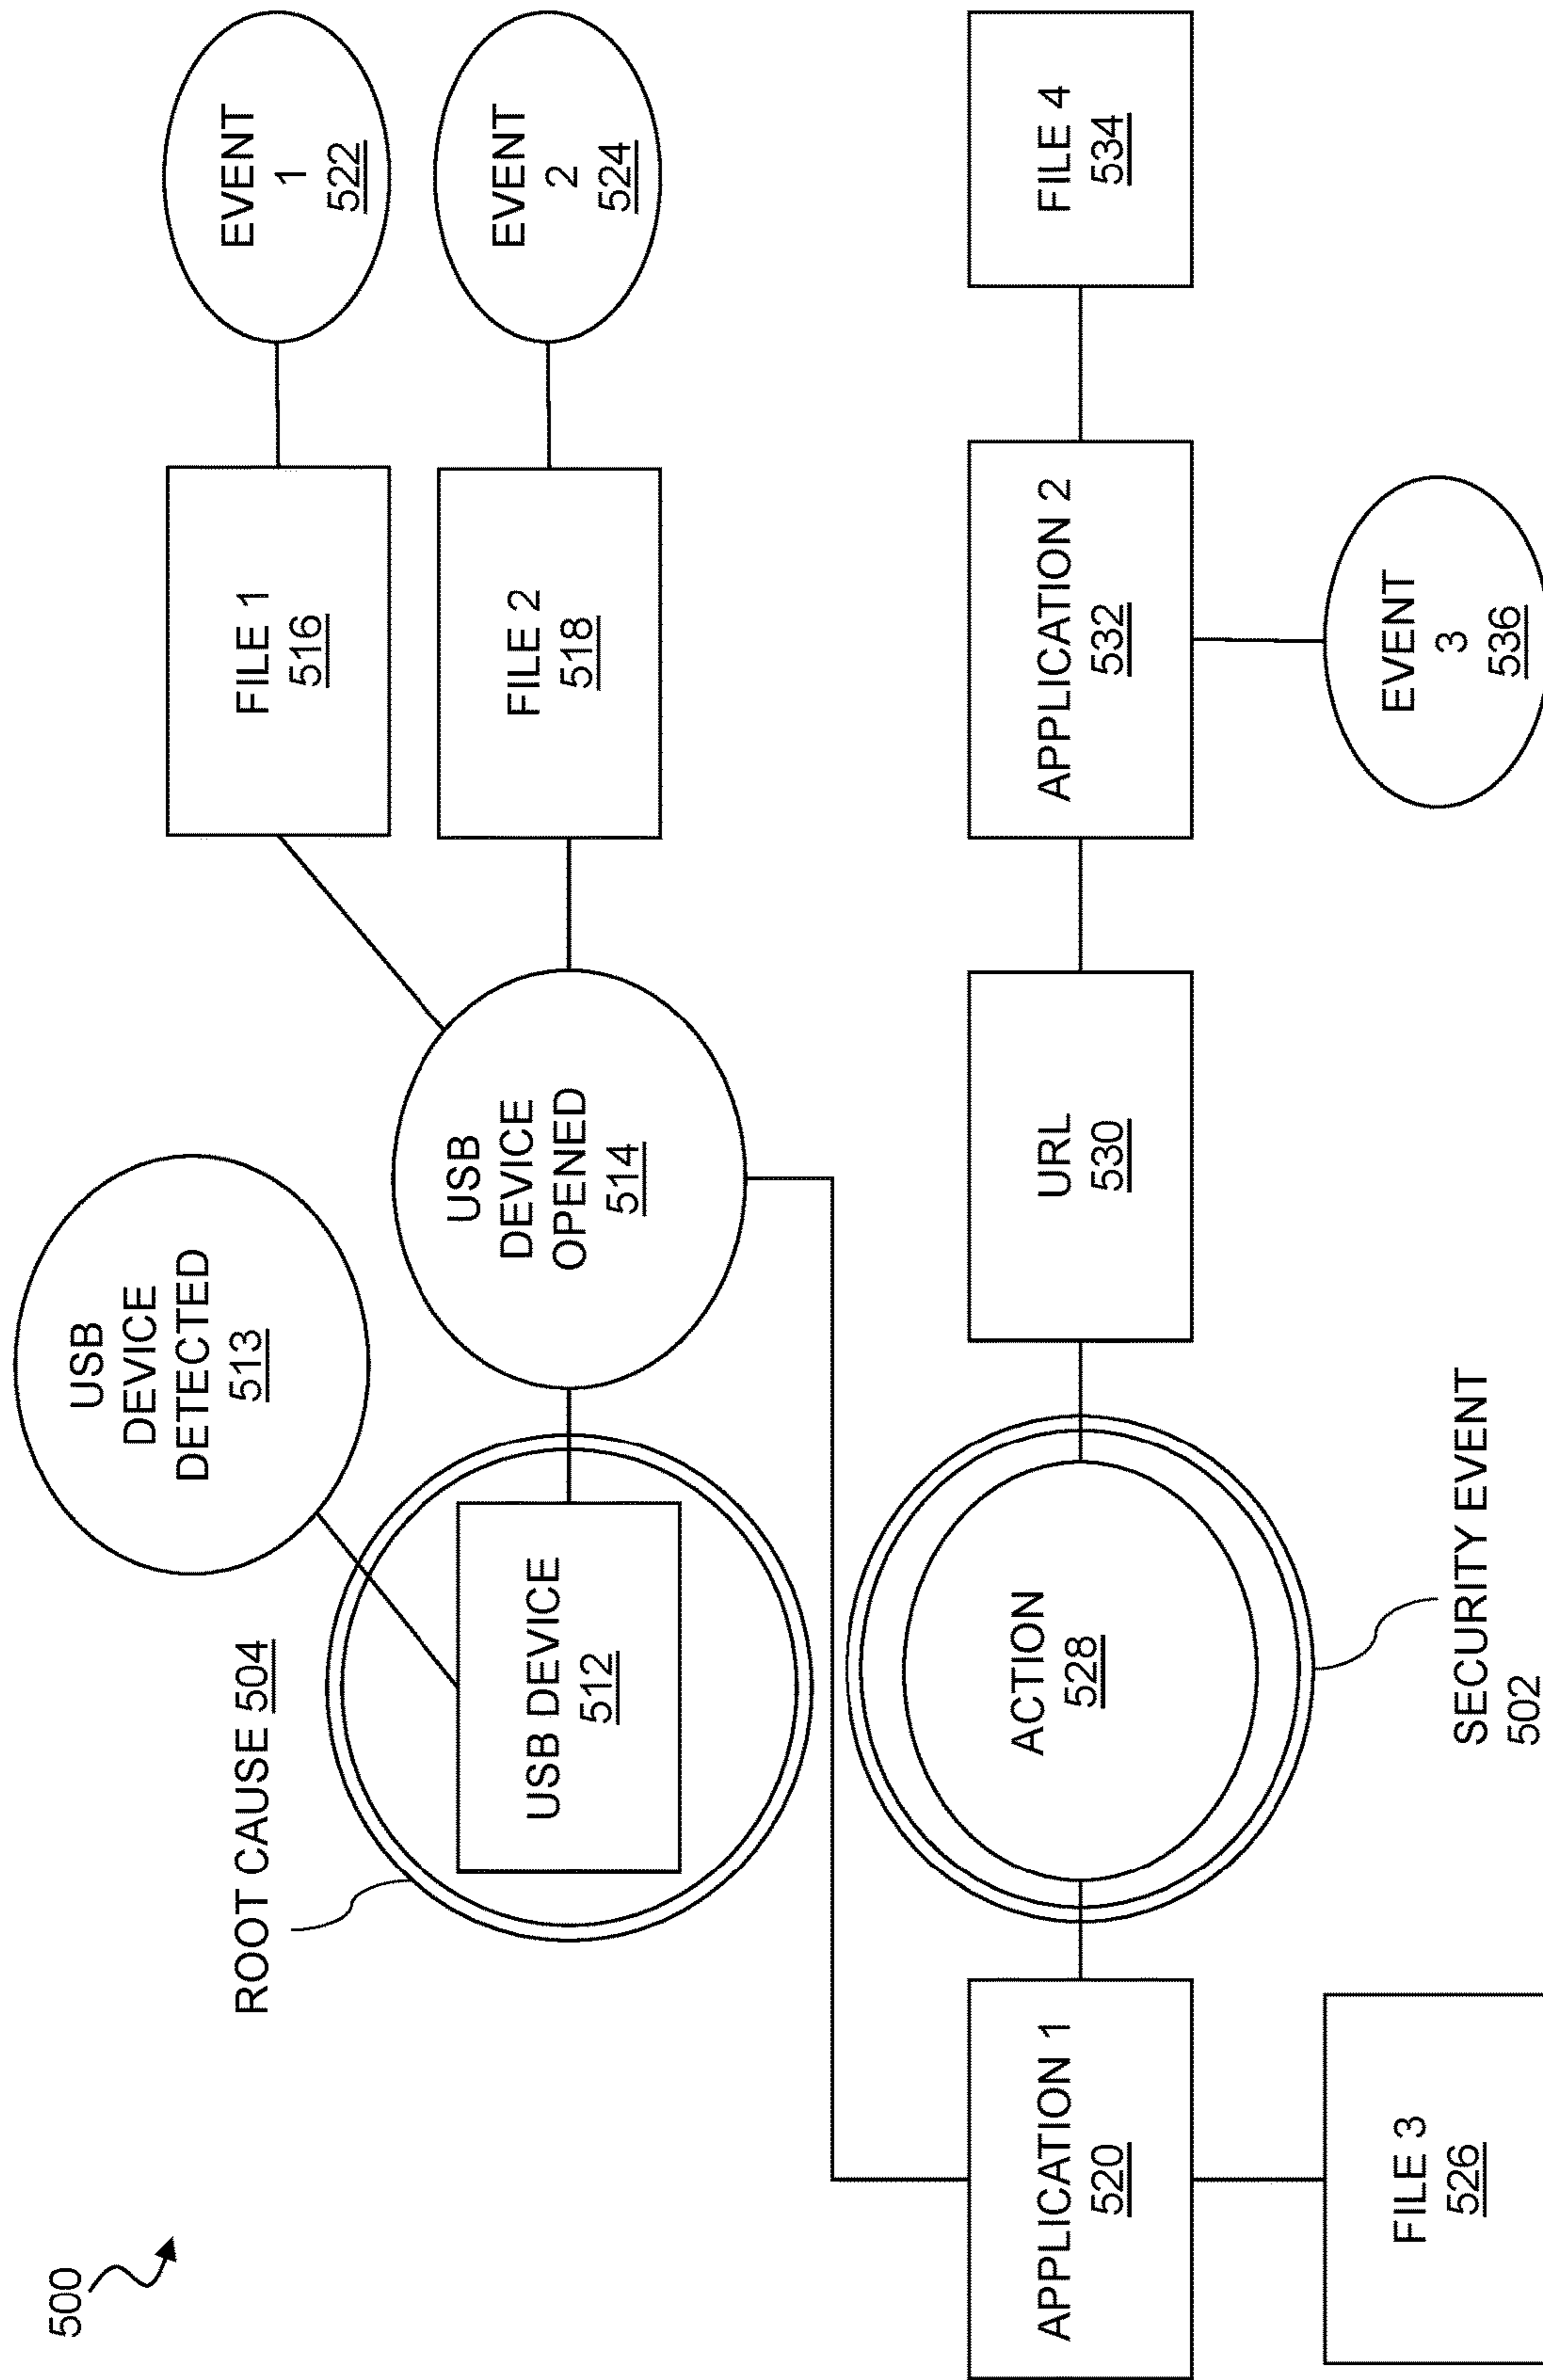 500
ROOT CAUSE 504
USB
DEVICE
DETECTED
513
USB DEVICE
512
USB
DEVICE
OPENED
514
FILE 1
516
EVENT
1
522
FILE 2
518
EVENT
2
524
APPLICATION 1
520
ACTION
528
URL
530
APPLICATION 2
532
FILE 4
534
FILE 3
526
SECURITY EVENT
502
EVENT
3
536